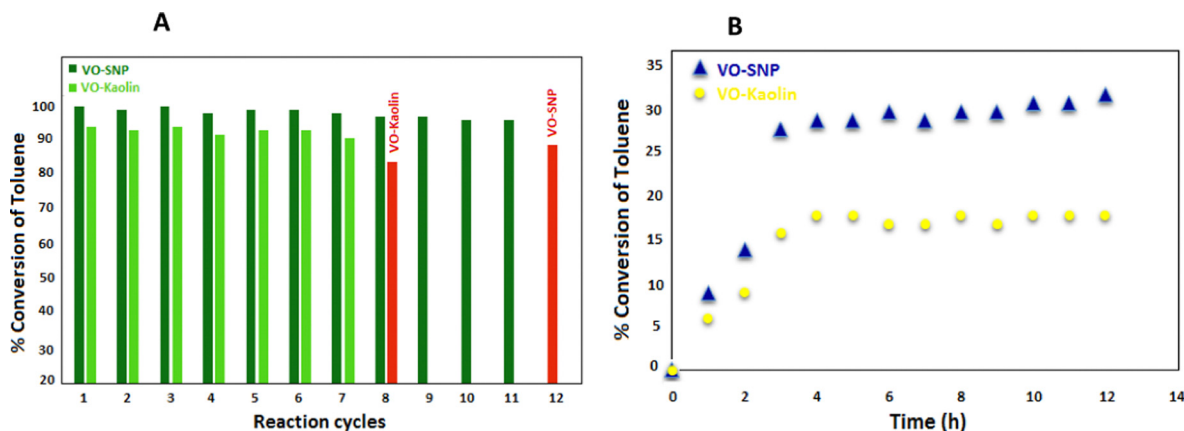 A
VO-SNP
VO-Kaolin
% Conversion of Toluene
100
90
80
70
60
50
40
30
20
VO-Kaolin
VO-SNP
1 2 3 4 5 6 7 8 9 10 11 12
Reaction cycles
B
VO-SNP
VO-Kaolin
% Conversion of Toluene
35
30
25
20
15
10
5
0
0 2 4 6 8 10 12 14
Time (h)